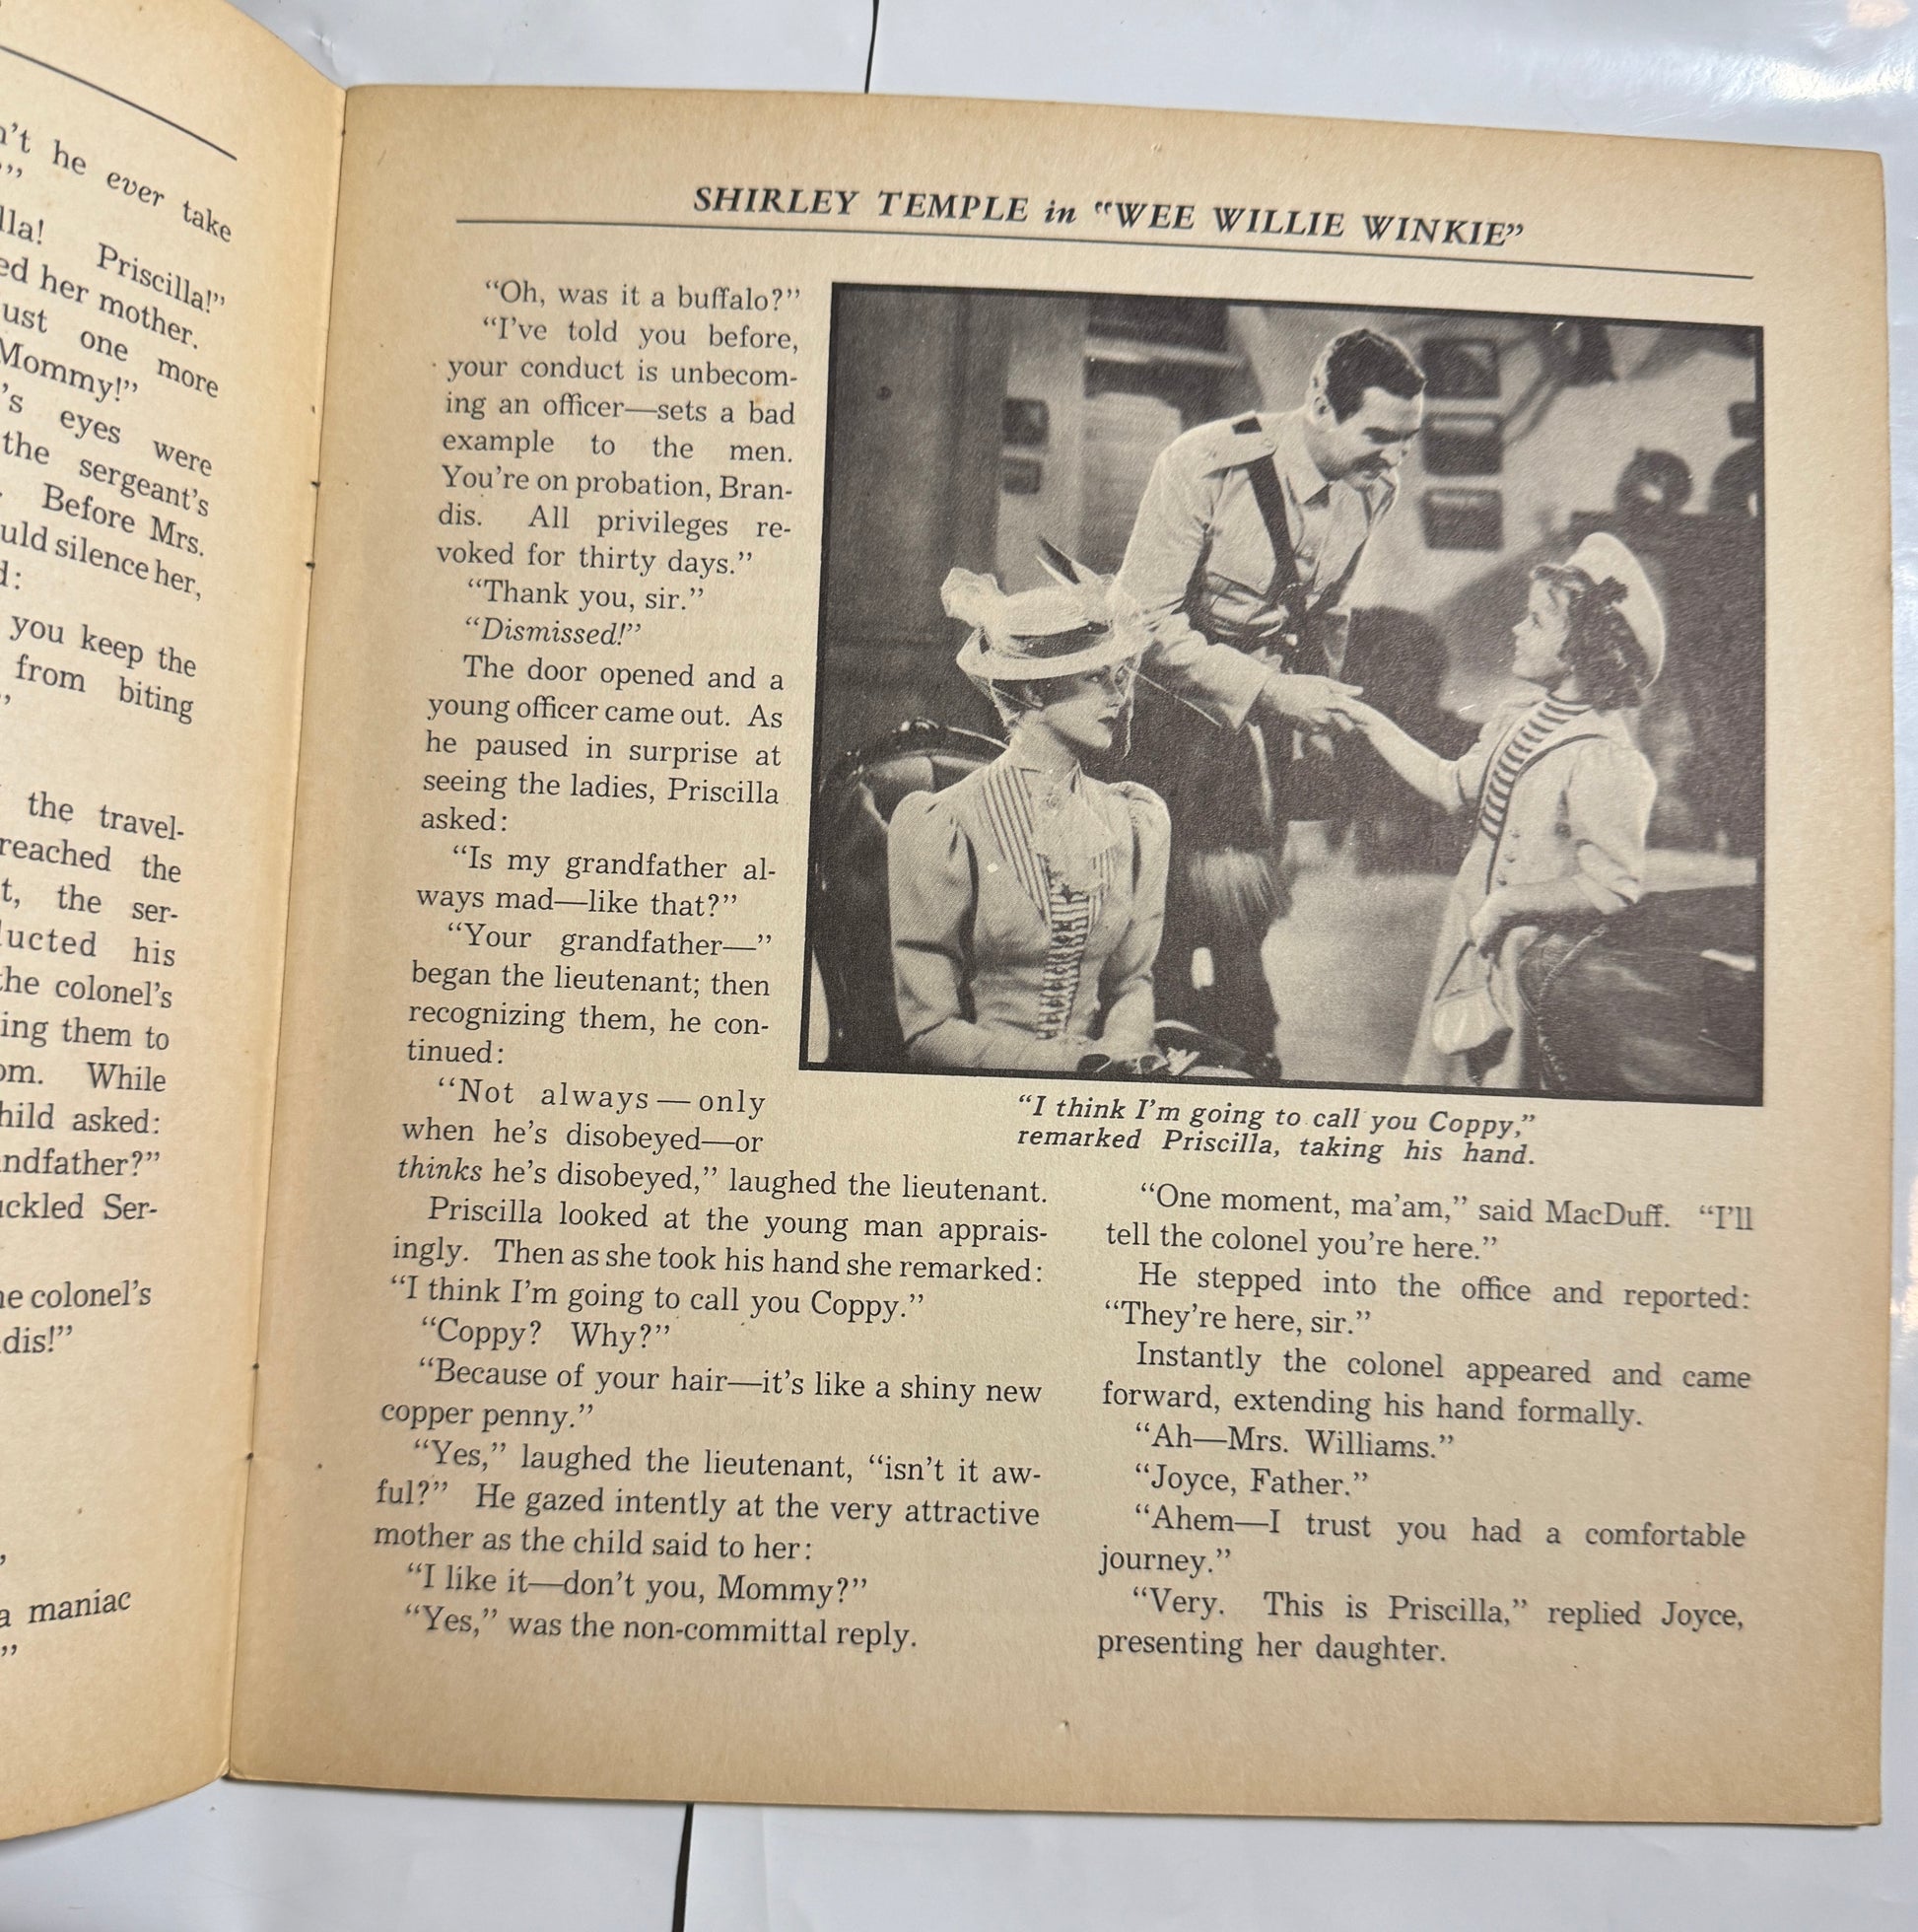 n't he ever take
lla! Priscilla!"
ed her mother.
ust one more
Mommy!"
's eyes were
the sergeant's
Before Mrs.
uld silence her,
d:
you keep the
from biting
"
the travel-
reached the
t, the ser-
ducted his
the colonel's
ing them to
om. While
hild asked:
ndfather?"
uckled Ser-
ne colonel's
dis!"
a maniac
"
SHIRLEY TEMPLE in "WEE WILLIE WINKIE"
"Oh, was it a buffalo?"
"I've told you before,
your conduct is unbecom-
ing an officer—sets a bad
example to the men.
You're on probation, Bran-
dis. All privileges re-
voked for thirty days."
"Thank you, sir."
"Dismissed!"
The door opened and a
young officer came out. As
he paused in surprise at
seeing the ladies, Priscilla
asked:
"Is my grandfather al-
ways mad—like that?"
"Your grandfather—"
began the lieutenant; then
recognizing them, he con-
tinued:
"Not always—only
when he's disobeyed—or
thinks he's disobeyed," laughed the lieutenant.
Priscilla looked at the young man apprais-
ingly. Then as she took his hand she remarked:
"I think I'm going to call you Coppy."
"Coppy? Why?"
"Because of your hair—it's like a shiny new
copper penny."
"Yes," laughed the lieutenant, "isn't it aw-
ful?" He gazed intently at the very attractive
mother as the child said to her:
"I like it—don't you, Mommy?"
"Yes," was the non-committal reply.
"I think I'm going to call you Coppy,"
remarked Priscilla, taking his hand.
"One moment, ma'am," said MacDuff. "I'll
tell the colonel you're here."
He stepped into the office and reported:
"They're here, sir."
Instantly the colonel appeared and came
forward, extending his hand formally.
"Ah—Mrs. Williams."
"Joyce, Father."
"Ahem—I trust you had a comfortable
journey."
"Very. This is Priscilla," replied Joyce,
presenting her daughter.